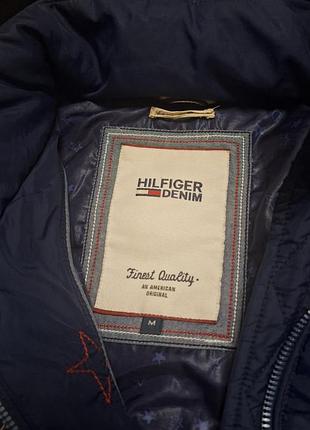 HILFIGER
DENIM
Finest Quality.
AN AMERICAN
ORIGINAL
M